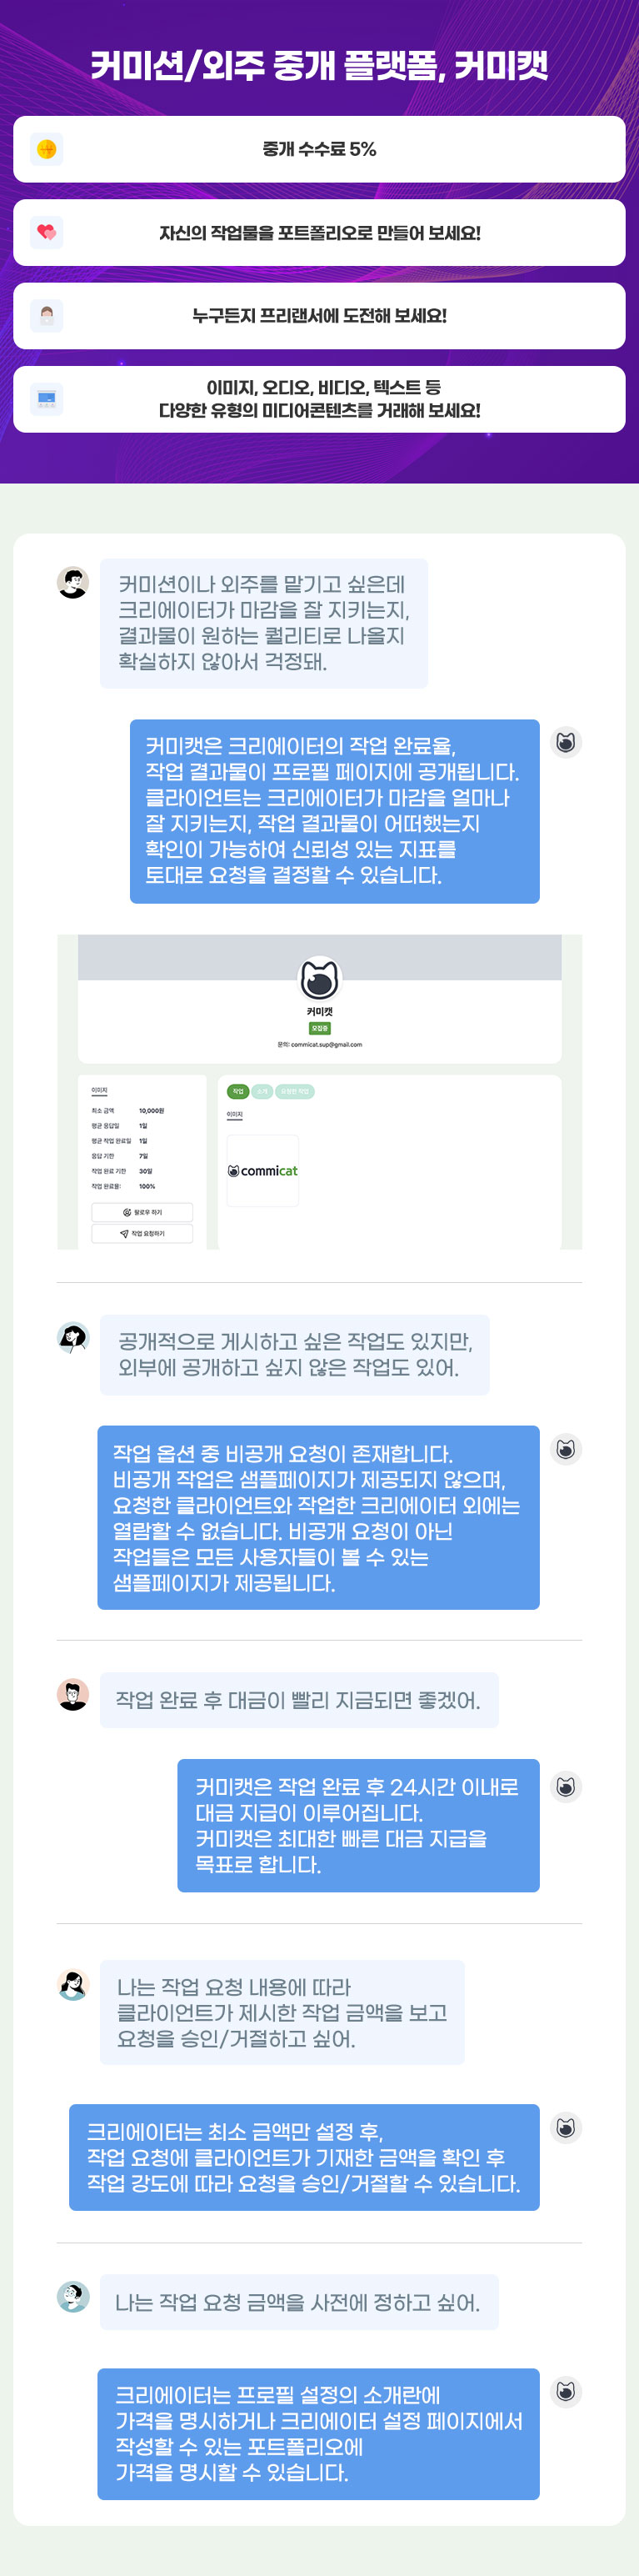 커미션/외주 중개 플랫폼, 커미캣
중개 수수료 5%
자신의 작업물을 포트폴리오로 만들어 보세요!
누구든지 프리랜서에 도전해 보세요!
이미지, 오디오, 비디오, 텍스트 등
다양한 유형의 미디어콘텐츠를 거래해 보세요!
커미션이나 외주를 맡기고 싶은데
크리에이터가 마감을 잘 지키는지,
결과물이 원하는 퀄리티로 나올지
확실하지 않아서 걱정돼.
커미캣은 크리에이터의 작업 완료율,
작업 결과물이 프로필 페이지에 공개됩니다.
클라이언트는 크리에이터가 마감을 얼마나
잘 지키는지, 작업 결과물이 어떠했는지
확인이 가능하여 신뢰성 있는 지표를
토대로 요청을 결정할 수 있습니다.
커미캣
모집중
문의: commicat.sup@gmail.com
이미지
최소 금액 10,000원
평균 응답일 1일
평균 작업 완료일 1일
응답 기한 7일
작업 완료 기한 30일
작업 완료율: 100%
팔로우 하기
작업 요청하기
작업 소개 요청한 작업
이미지
commicat
공개적으로 게시하고 싶은 작업도 있지만,
외부에 공개하고 싶지 않은 작업도 있어.
작업 옵션 중 비공개 요청이 존재합니다.
비공개 작업은 샘플페이지가 제공되지 않으며,
요청한 클라이언트와 작업한 크리에이터 외에는
열람할 수 없습니다. 비공개 요청이 아닌
작업들은 모든 사용자들이 볼 수 있는
샘플페이지가 제공됩니다.
작업 완료 후 대금이 빨리 지급되면 좋겠어.
커미캣은 작업 완료 후 24시간 이내로
대금 지급이 이루어집니다.
커미캣은 최대한 빠른 대금 지급을
목표로 합니다.
나는 작업 요청 내용에 따라
클라이언트가 제시한 작업 금액을 보고
요청을 승인/거절하고 싶어.
크리에이터는 최소 금액만 설정 후,
작업 요청에 클라이언트가 기재한 금액을 확인 후
작업 강도에 따라 요청을 승인/거절할 수 있습니다.
나는 작업 요청 금액을 사전에 정하고 싶어.
크리에이터는 프로필 설정의 소개란에
가격을 명시하거나 크리에이터 설정 페이지에서
작성할 수 있는 포트폴리오에
가격을 명시할 수 있습니다.